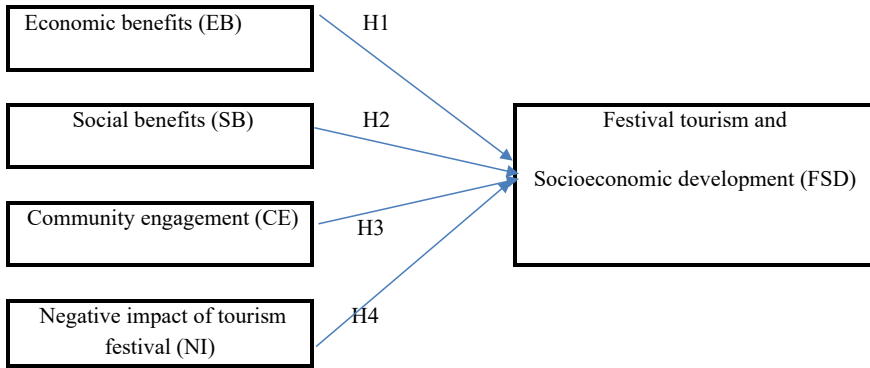 Economic benefits (EB)
H1
Social benefits (SB)
H2
Community engagement (CE)
H3
Negative impact of tourism
festival (NI)
H4
Festival tourism and
Socioeconomic development (FSD)